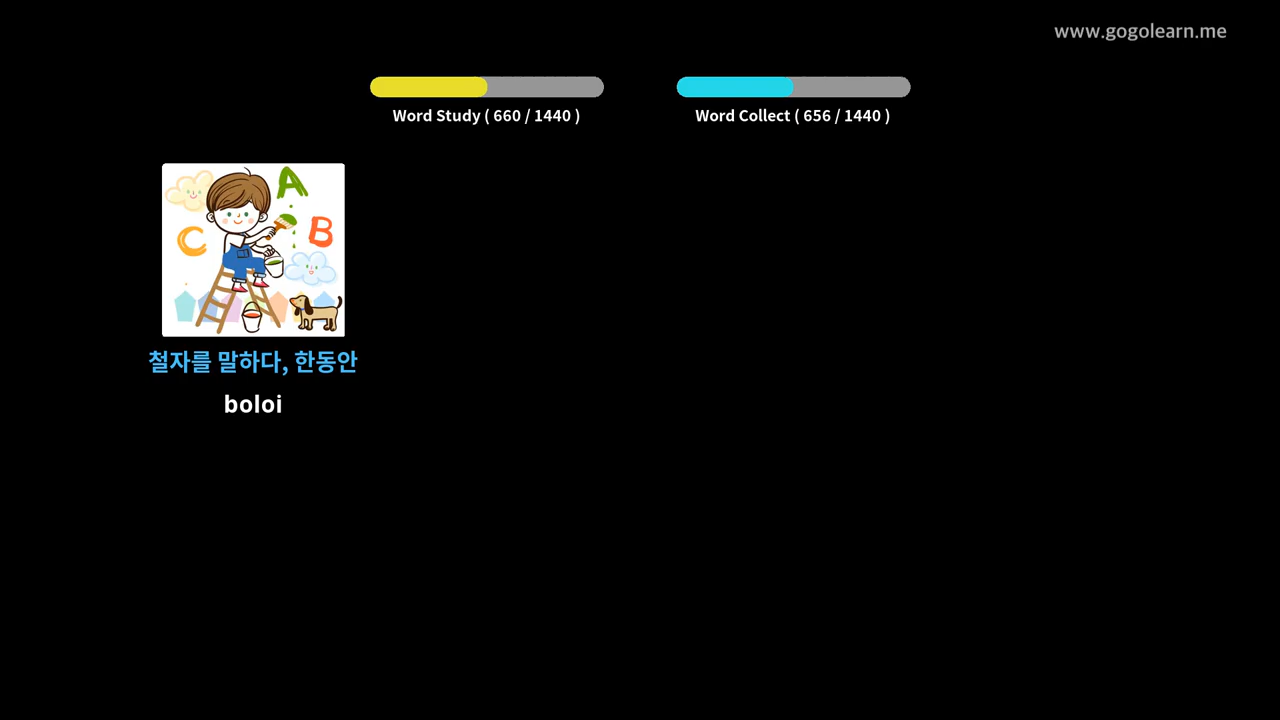 www.gogolearn.me
Word Study ( 660 / 1440 )
Word Collect ( 656 / 1440 )
A
B
C
철자를 말하다, 한동안
boloi